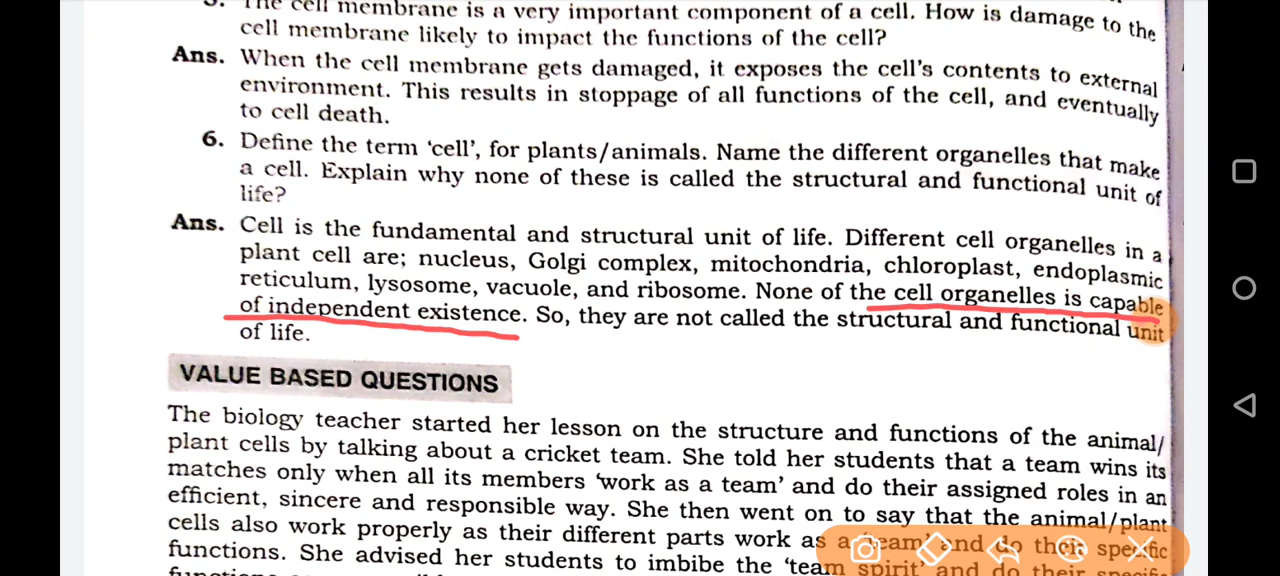 The cell membrane is a very important component of a cell. How is damage to the
cell membrane likely to impact the functions of the cell?
Ans. When the cell membrane gets damaged, it exposes the cell's contents to external
environment. This results in stoppage of all functions of the cell, and eventually
to cell death.
6. Define the term 'cell', for plants/animals. Name the different organelles that make
a cell. Explain why none of these is called the structural and functional unit of
life?
Ans. Cell is the fundamental and structural unit of life. Different cell organelles in a
plant cell are; nucleus, Golgi complex, mitochondria, chloroplast, endoplasmic
reticulum, lysosome, vacuole, and ribosome. None of the cell organelles is capable
of independent existence. So, they are not called the structural and functional unit
of life.
VALUE BASED QUESTIONS
The biology teacher started her lesson on the structure and functions of the animal/
plant cells by talking about a cricket team. She told her students that a team wins its
matches only when all its members 'work as a team' and do their assigned roles in an
efficient, sincere and responsible way. She then went on to say that the animal/plant
cells also work properly as their different parts work as a 'team' and do their specific
functions. She advised her students to imbibe the 'team spirit' and do their specific